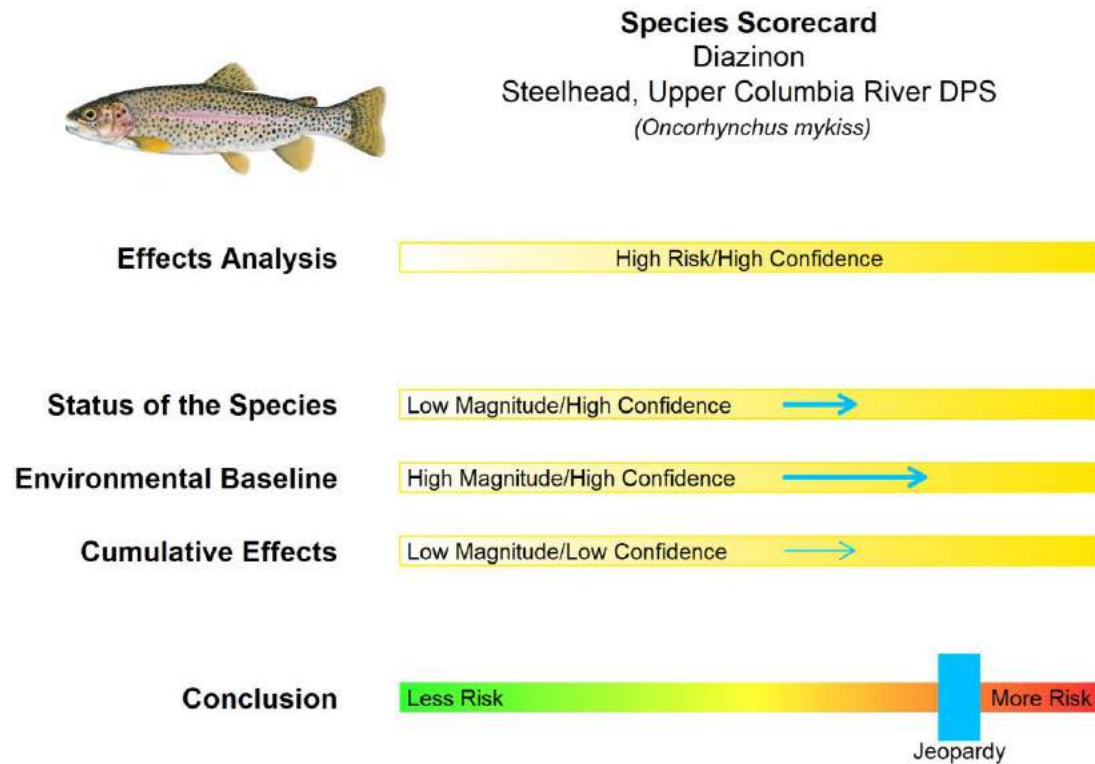 Species Scorecard
Diazinon
Steelhead, Upper Columbia River DPS
(Oncorhynchus mykiss)
Effects Analysis
High Risk/High Confidence
Status of the Species
Low Magnitude/High Confidence
Environmental Baseline
High Magnitude/High Confidence
Cumulative Effects
Low Magnitude/Low Confidence
Conclusion
Less Risk
More Risk
Jeopardy